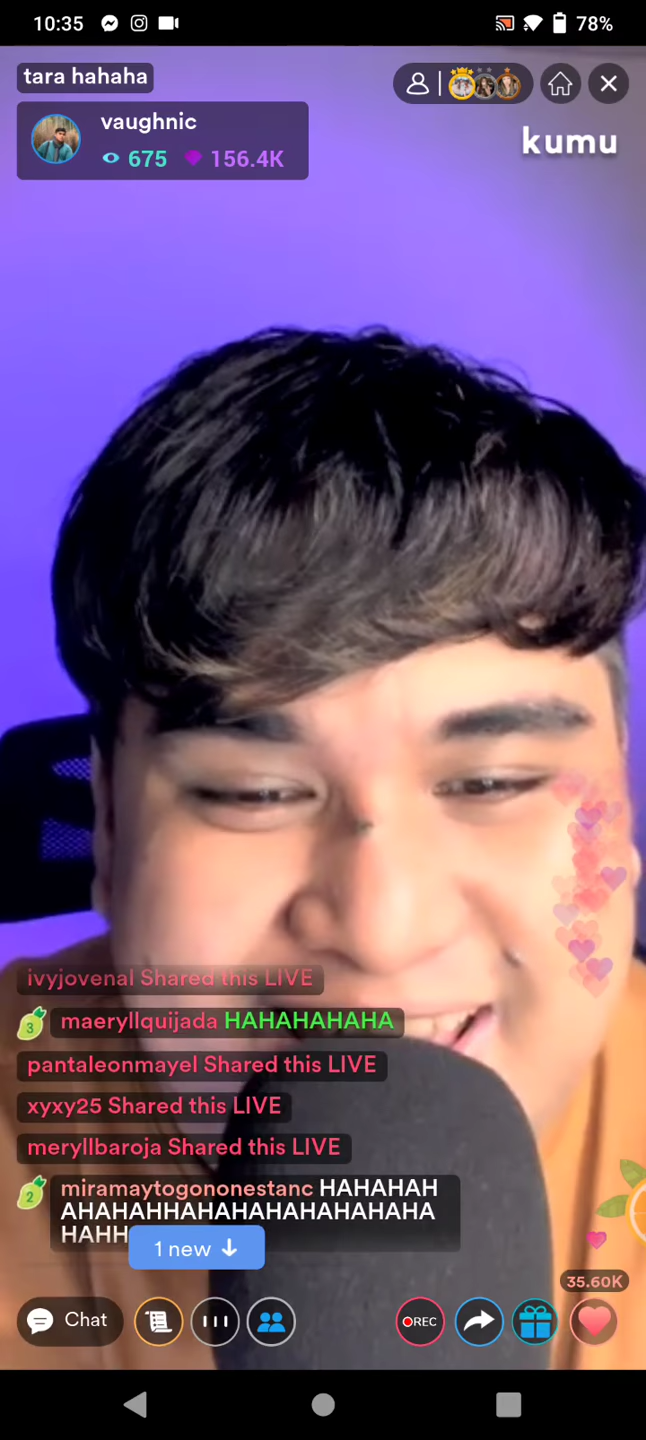 10:35
78%
tara hahaha
vaughnic
675 156.4K
kumu
ivyjovenal Shared this LIVE
3 maeryllquijada HAHAHAHAHA
pantaleonmayel Shared this LIVE
xyxy25 Shared this LIVE
meryllbaroja Shared this LIVE
2 miramaytogononestanc HAHAHAH
AHAHAHHAHAHAHAHAHAHAHA
HAHH
1 new
35.60K
Chat
REC